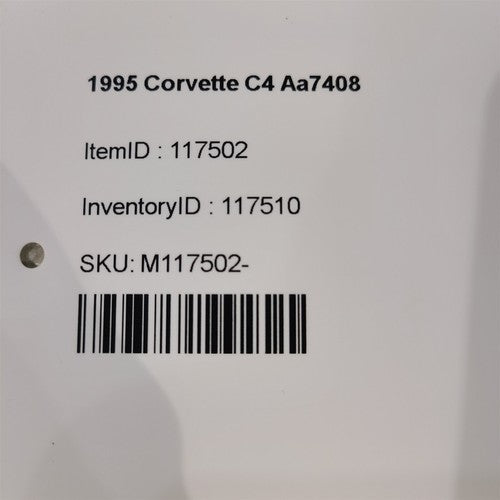 1995 Corvette C4 Aa7408
ItemID : 117502
InventoryID : 117510
SKU: M117502-